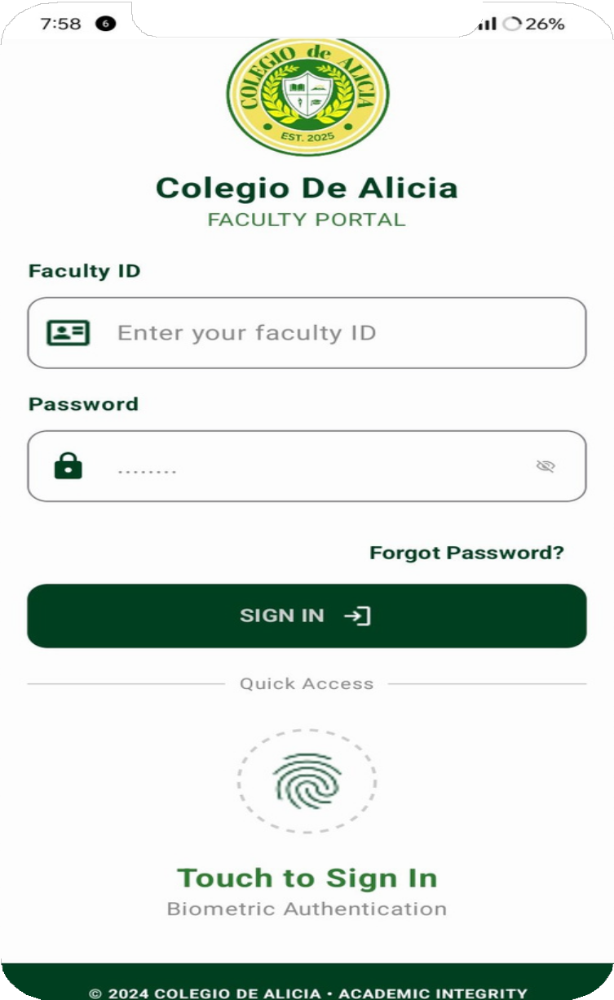 7:58 6 26%
COLEGIO de ALICIA
EST. 2025
Colegio De Alicia
FACULTY PORTAL
Faculty ID
Enter your faculty ID
Password
........
Forgot Password?
SIGN IN
Quick Access
Touch to Sign In
Biometric Authentication
© 2024 COLEGIO DE ALICIA • ACADEMIC INTEGRITY